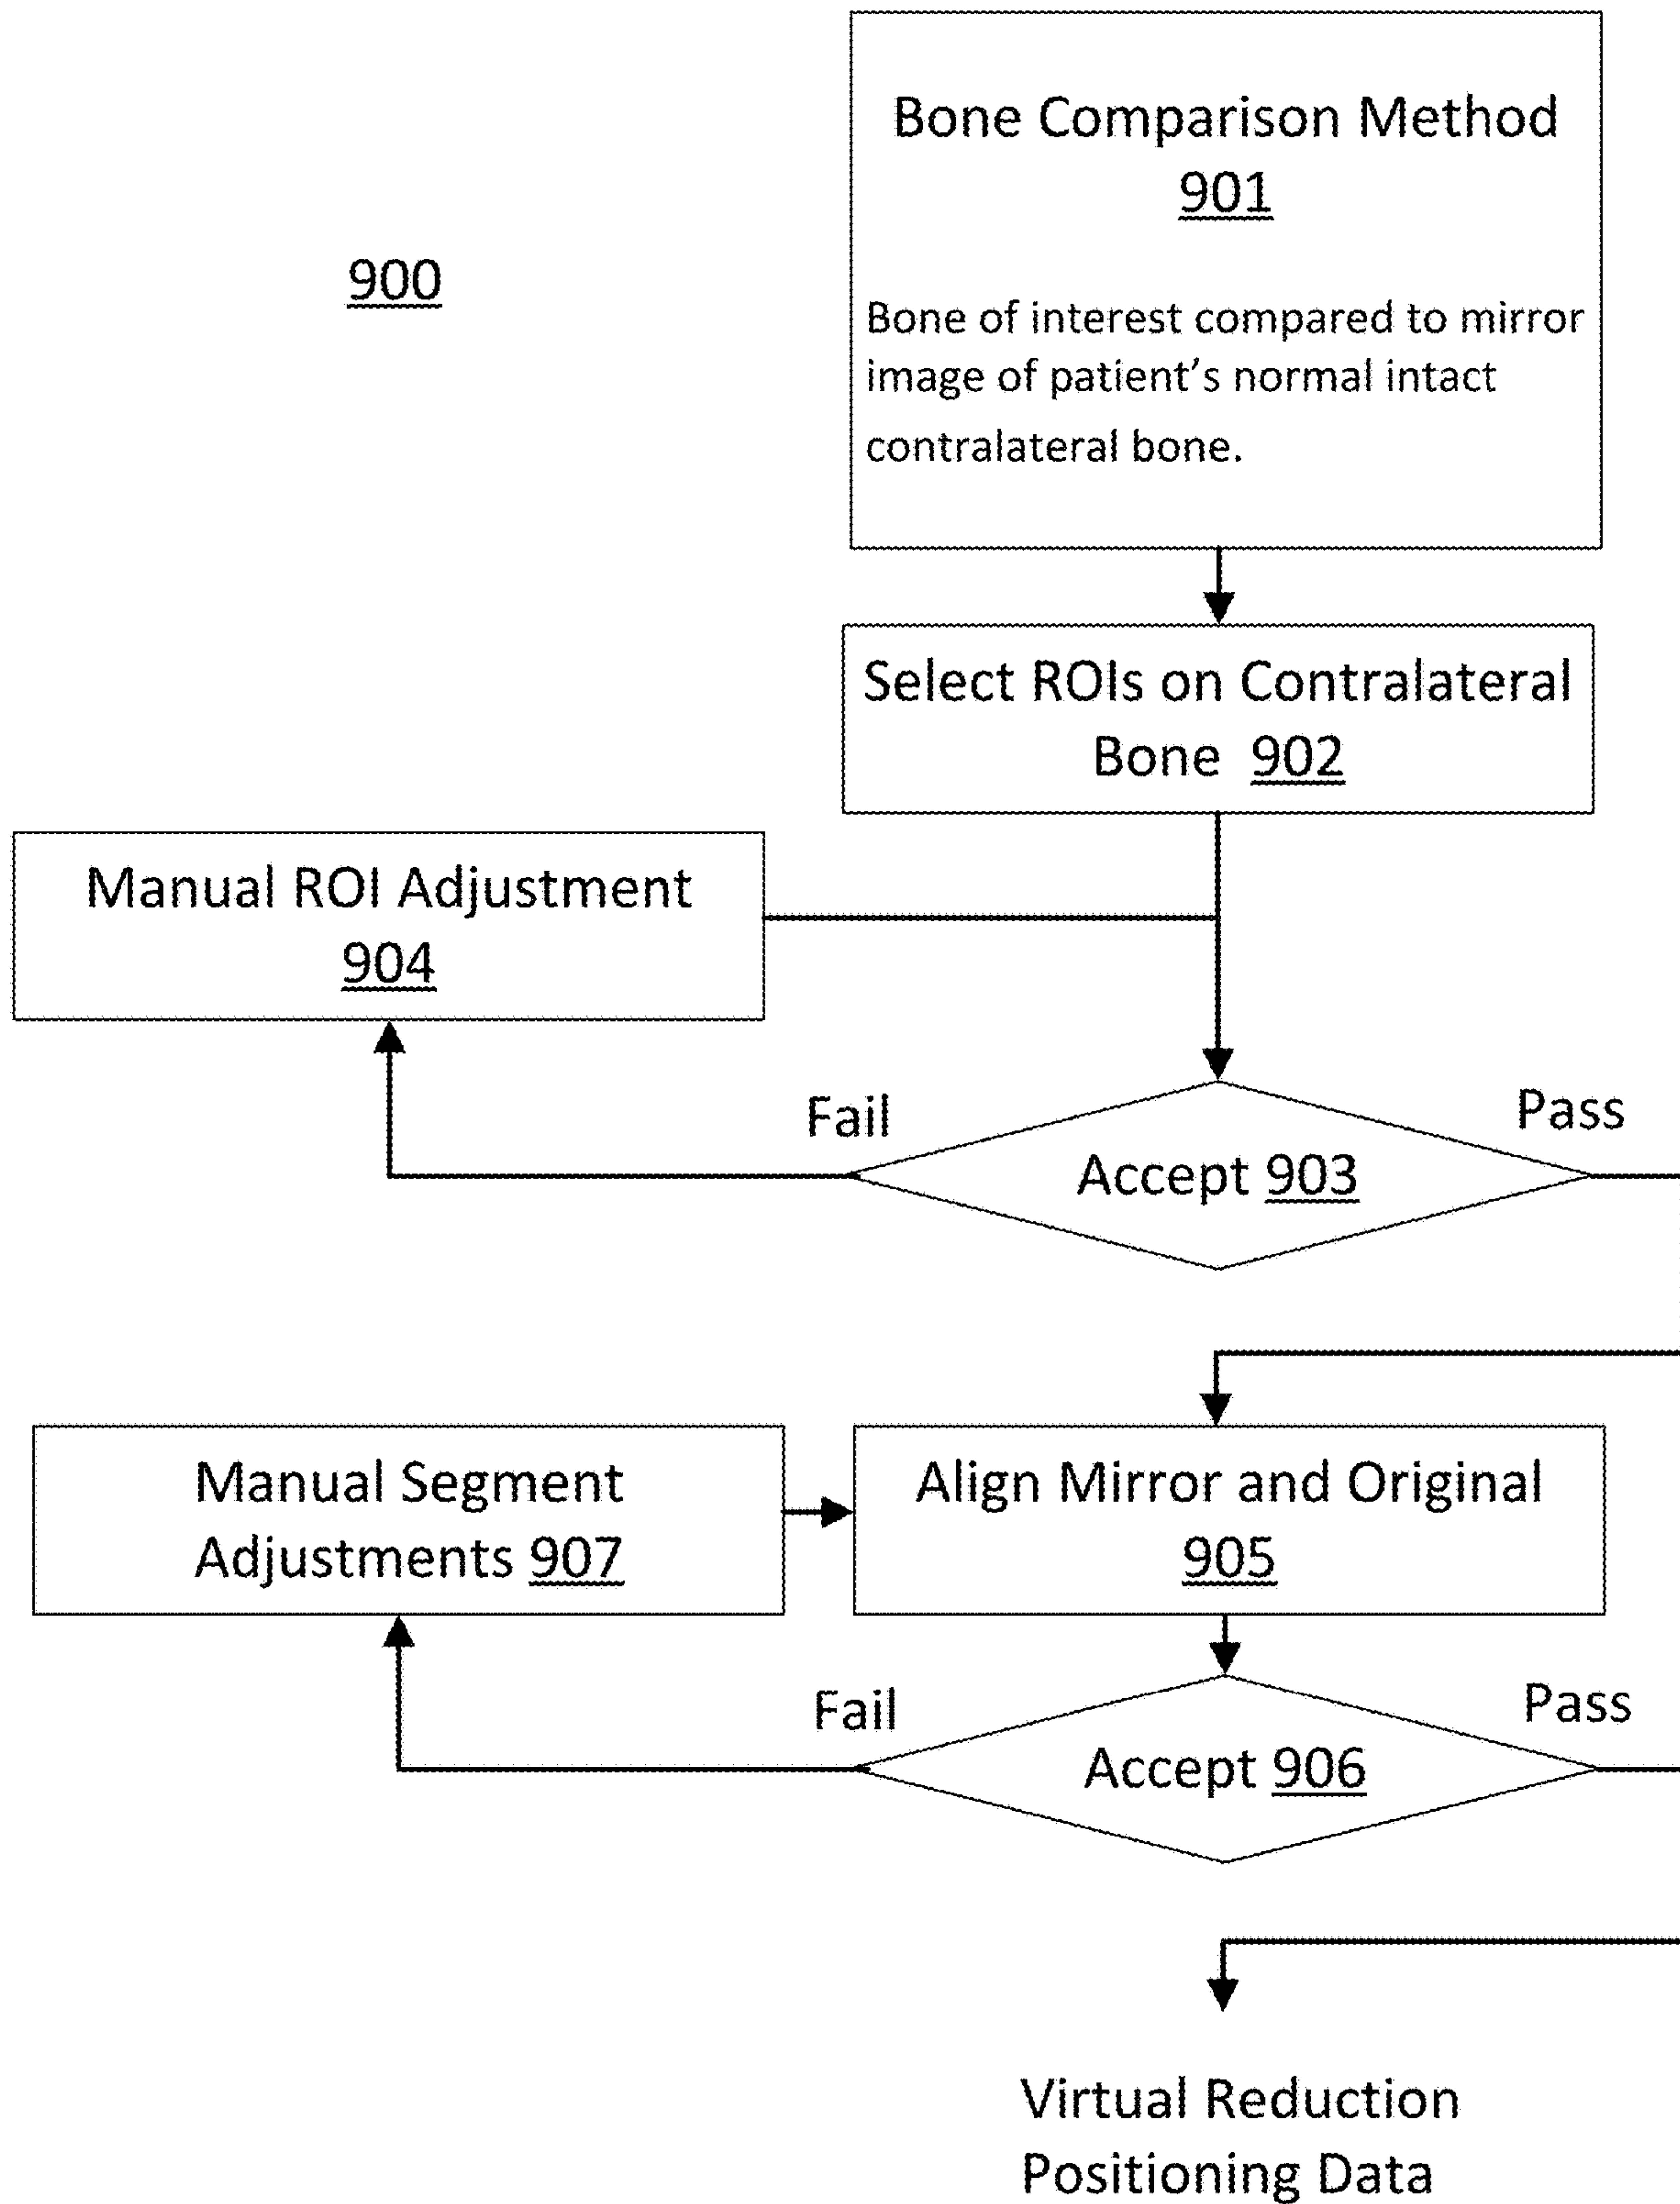 Bone Comparison Method
901
900
Bone of interest compared to mirror
image of patient's normal intact
contralateral bone.
Select ROIs on Contralateral
Bone 902
Manual ROI Adjustment
904
Fail
Pass
Accept 903
Manual Segment
Adjustments 907
Align Mirror and Original
905
Fail
Pass
Accept 906
Virtual Reduction
Positioning Data